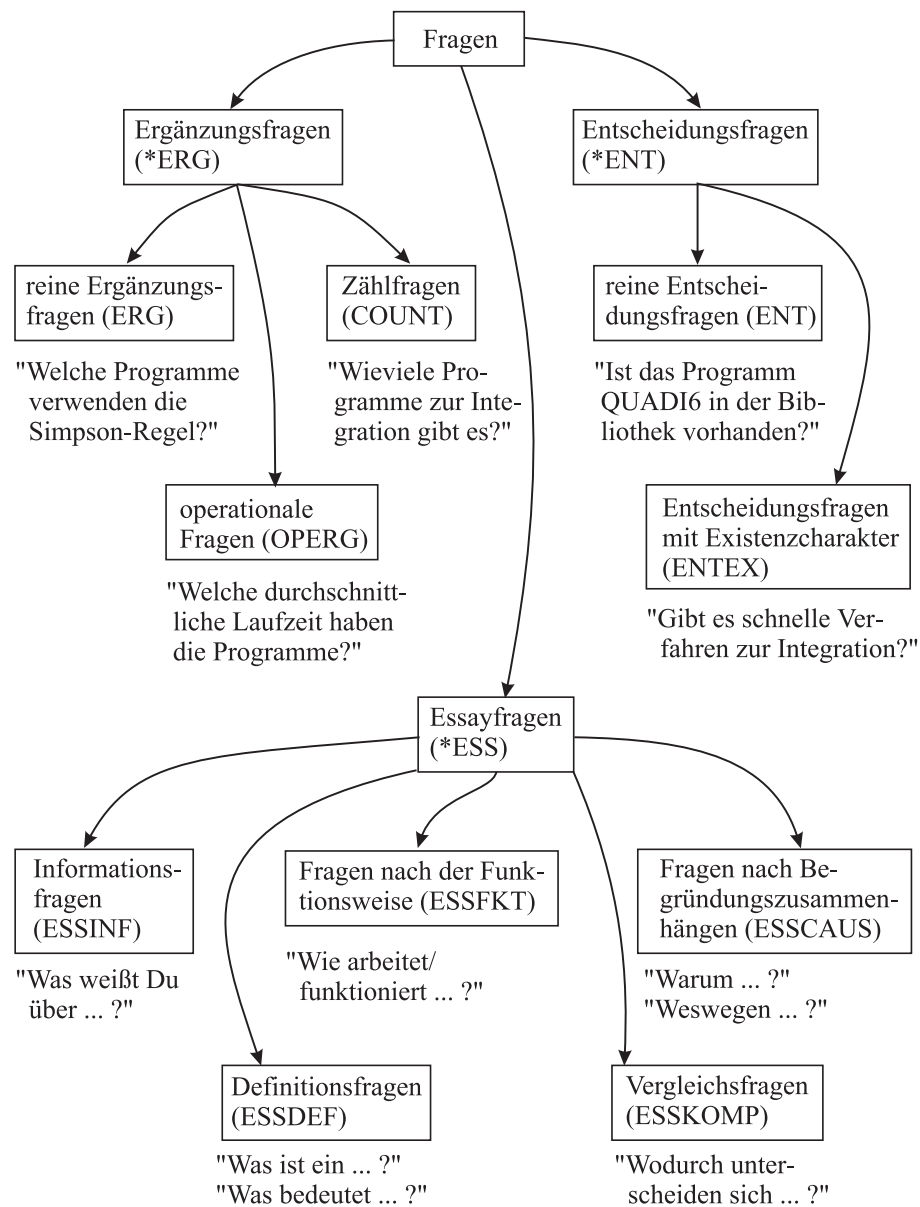 Fragen
Ergänzungsfragen
(*ERG)
Entscheidungsfragen
(*ENT)
reine Ergänzungs-
fragen (ERG)
"Welche Programme
verwenden die
Simpson-Regel?"
Zählfragen
(COUNT)
"Wieviele Pro-
gramme zur Inte-
gration gibt es?"
reine Entschei-
dungsfragen (ENT)
"Ist das Programm
QUADI6 in der Bib-
liothek vorhanden?"
operationale
Fragen (OPERG)
"Welche durchschnitt-
liche Laufzeit haben
die Programme?"
Entscheidungsfragen
mit Existenzcharakter
(ENTEX)
"Gibt es schnelle Ver-
fahren zur Integration?"
Essayfragen
(*ESS)
Informations-
fragen
(ESSINF)
"Was weißt Du
über ... ?"
Fragen nach der Funk-
tionsweise (ESSFKT)
"Wie arbeitet/
funktioniert ... ?"
Fragen nach Be-
gründungszusammen-
hängen (ESSCAUS)
"Warum ... ?"
"Weswegen ... ?"
Definitionsfragen
(ESSDEF)
"Was ist ein ... ?"
"Was bedeutet ... ?"
Vergleichsfragen
(ESSKOMP)
"Wodurch unter-
scheiden sich ... ?"